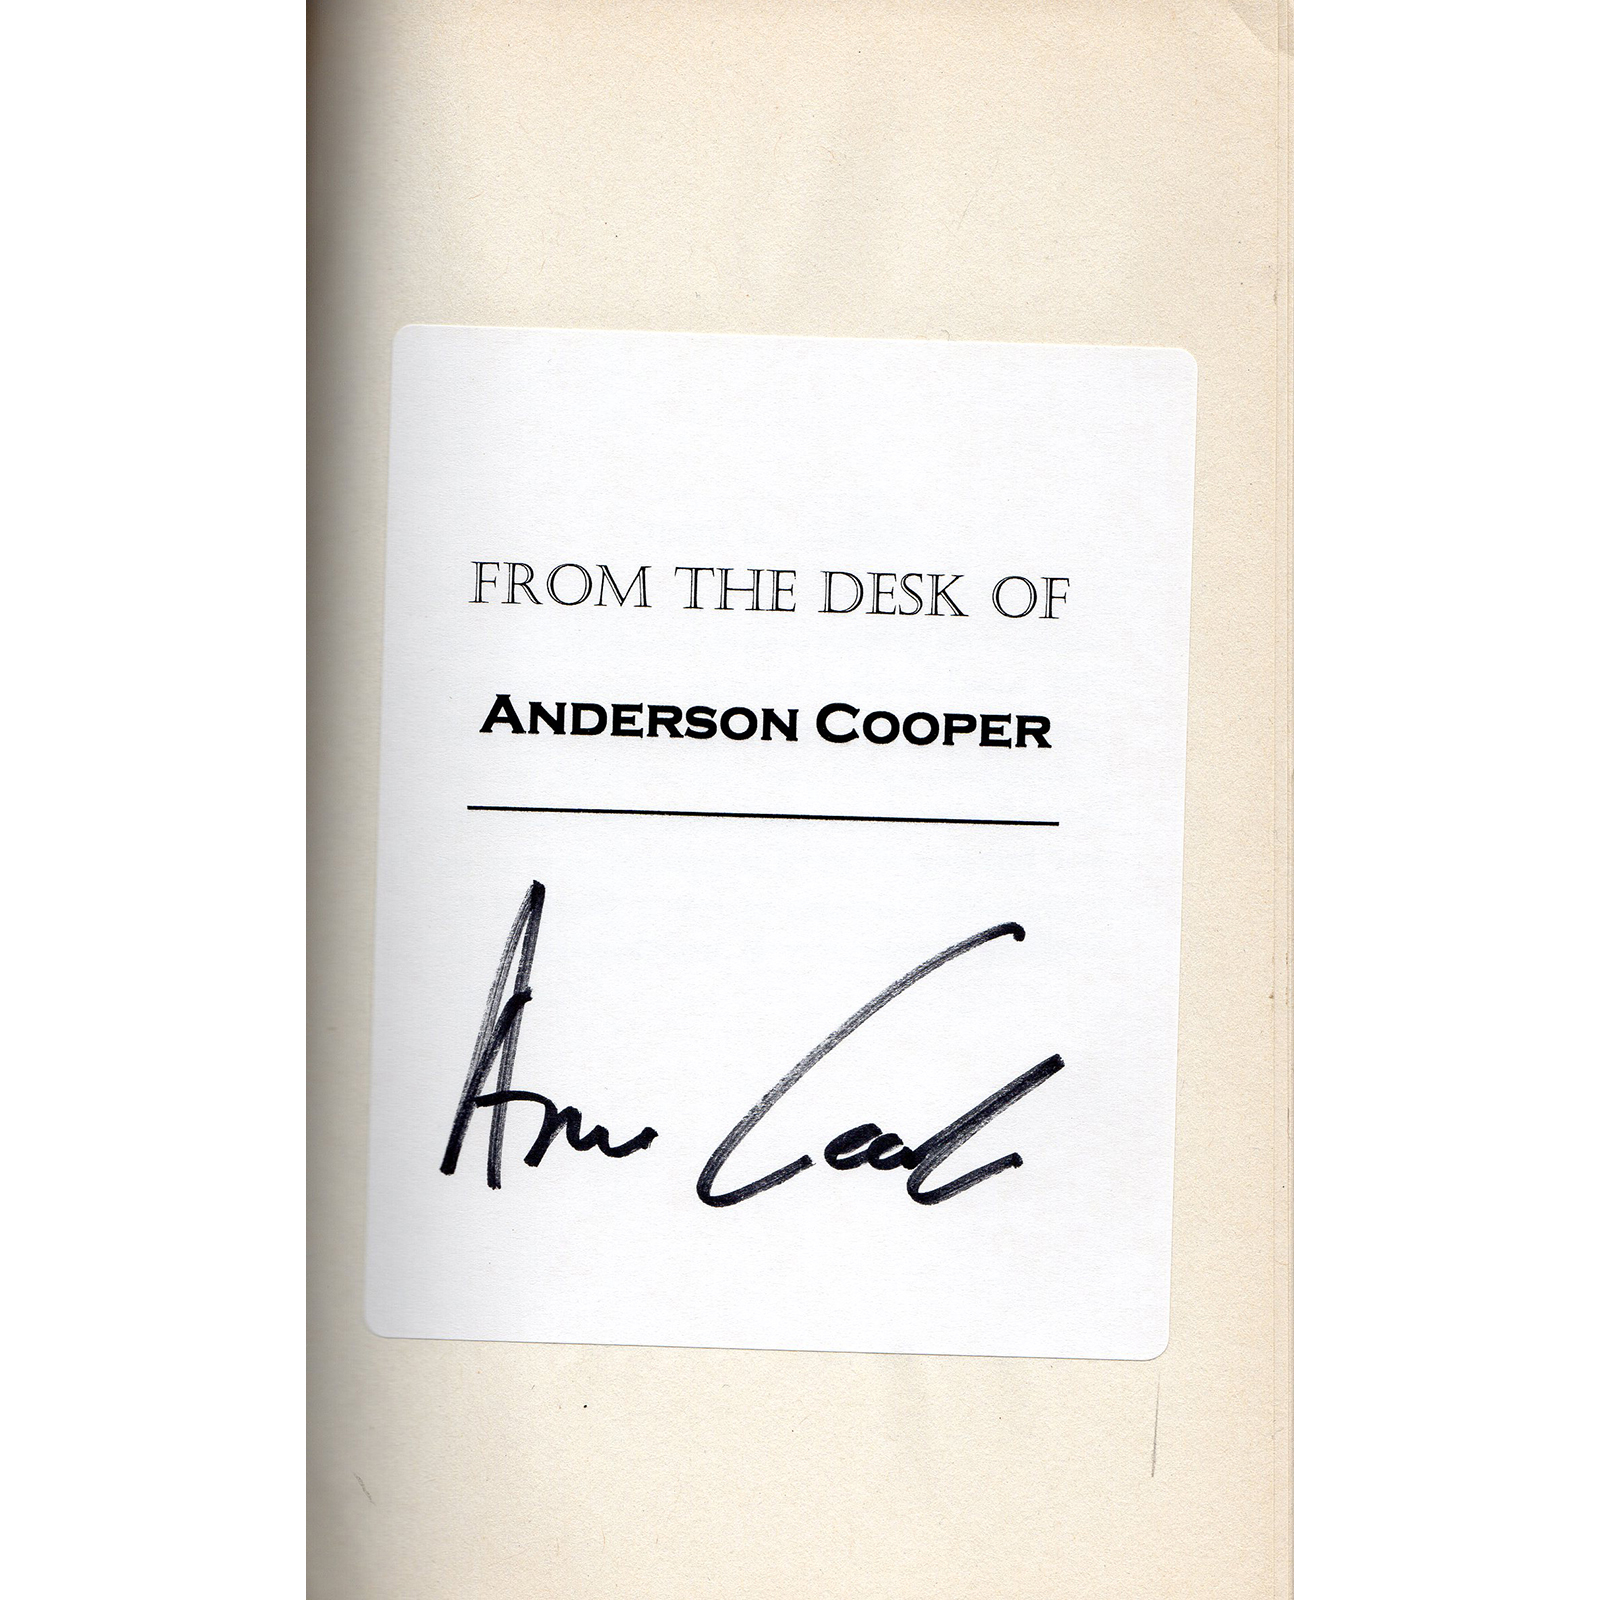 FROM THE DESK OF
ANDERSON COOPER